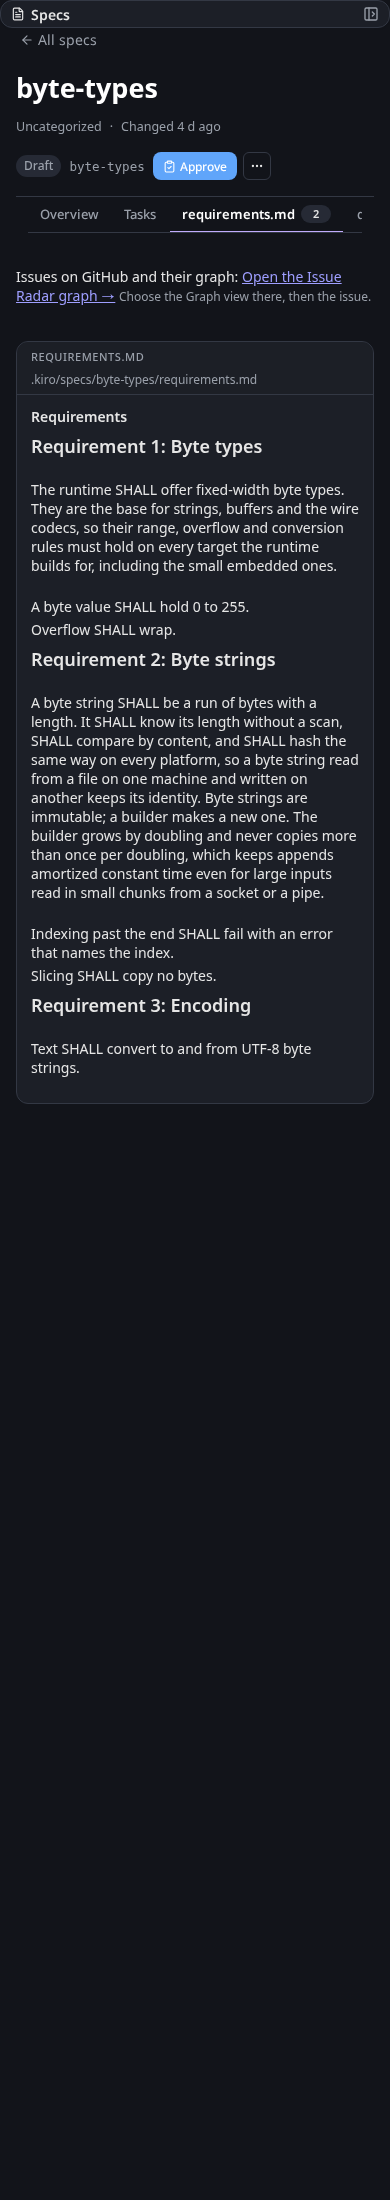 Specs
← All specs
byte-types
Uncategorized · Changed 4 d ago
Draft byte-types Approve ···
Overview Tasks requirements.md 2
Issues on GitHub and their graph: Open the Issue
Radar graph → Choose the Graph view there, then the issue.
REQUIREMENTS.MD
.kiro/specs/byte-types/requirements.md
Requirements
Requirement 1: Byte types
The runtime SHALL offer fixed-width byte types.
They are the base for strings, buffers and the wire
codecs, so their range, overflow and conversion
rules must hold on every target the runtime
builds for, including the small embedded ones.
A byte value SHALL hold 0 to 255.
Overflow SHALL wrap.
Requirement 2: Byte strings
A byte string SHALL be a run of bytes with a
length. It SHALL know its length without a scan,
SHALL compare by content, and SHALL hash the
same way on every platform, so a byte string read
from a file on one machine and written on
another keeps its identity. Byte strings are
immutable; a builder makes a new one. The
builder grows by doubling and never copies more
than once per doubling, which keeps appends
amortized constant time even for large inputs
read in small chunks from a socket or a pipe.
Indexing past the end SHALL fail with an error
that names the index.
Slicing SHALL copy no bytes.
Requirement 3: Encoding
Text SHALL convert to and from UTF-8 byte
strings.